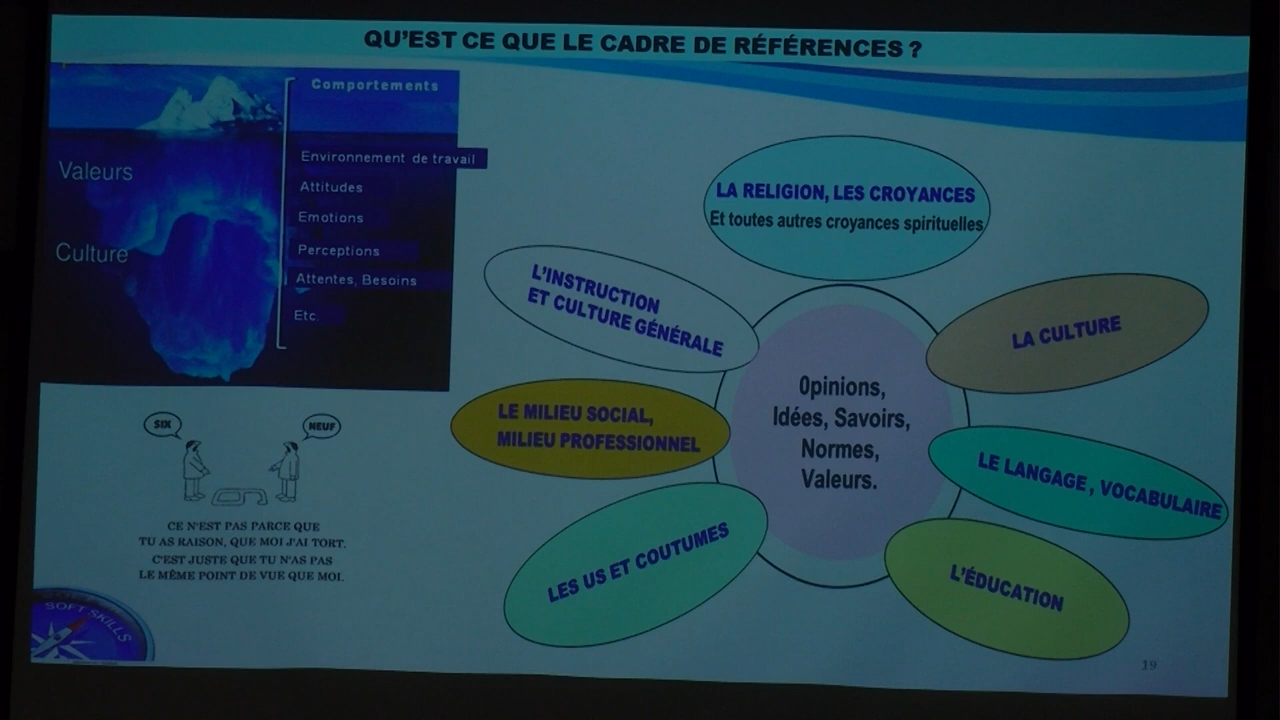 QU'EST CE QUE LE CADRE DE RÉFÉRENCES ?
Comportements
Valeurs
Culture
Environnement de travail
Attitudes
Emotions
Perceptions
Attentes, Besoins
Etc.
SIX
NEUF
CE N'EST PAS PARCE QUE
TU AS RAISON, QUE MOI J'AI TORT.
C'EST JUSTE QUE TU N'AS PAS
LE MÊME POINT DE VUE QUE MOI.
SOFT SKILLS
LA RELIGION, LES CROYANCES
Et toutes autres croyances spirituelles
L'INSTRUCTION
ET CULTURE GÉNÉRALE
LA CULTURE
LE MILIEU SOCIAL,
MILIEU PROFESSIONNEL
Opinions,
Idées, Savoirs,
Normes,
Valeurs.
LE LANGAGE, VOCABULAIRE
LES US ET COUTUMES
L'ÉDUCATION
19